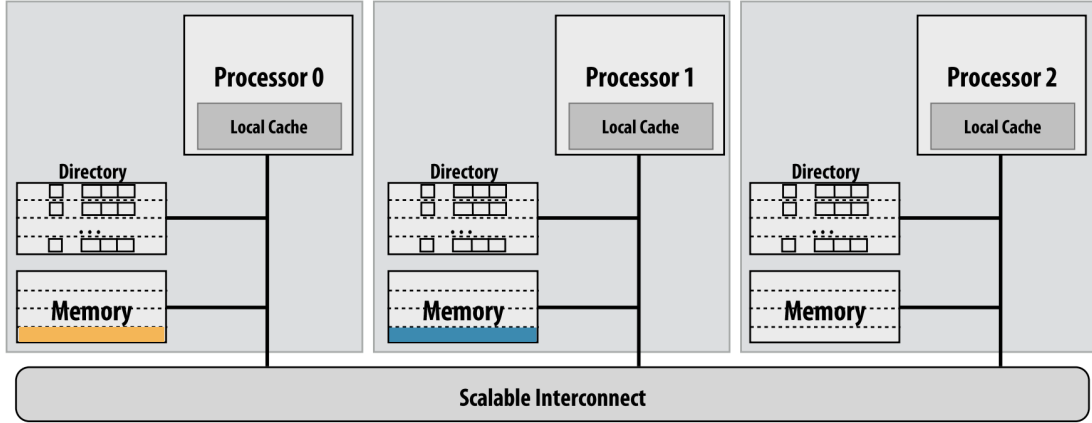 Processor 0
Local Cache
Directory
...
Memory
Processor 1
Local Cache
Directory
...
Memory
Processor 2
Local Cache
Directory
...
Memory
Scalable Interconnect